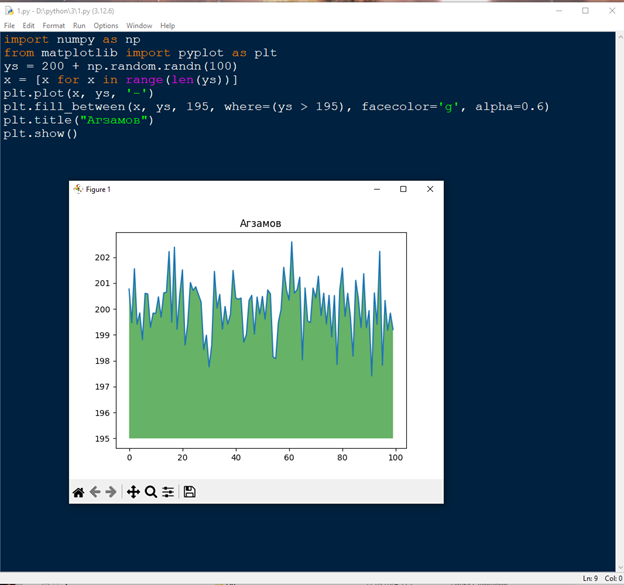 1.py - D:\python\3\1.py (3.12.6)
File Edit Format Run Options Window Help
import numpy as np
from matplotlib import pyplot as plt
ys = 200 + np.random.randn(100)
x = [x for x in range(len(ys))]
plt.plot(x, ys, '-')
plt.fill_between(x, ys, 195, where=(ys > 195), facecolor='g', alpha=0.6)
plt.title("Агзамов")
plt.show()
Figure 1
Агзамов
202
201
200
199
198
197
196
195
0 20 40 60 80 100
Ln: 9 Col: 0